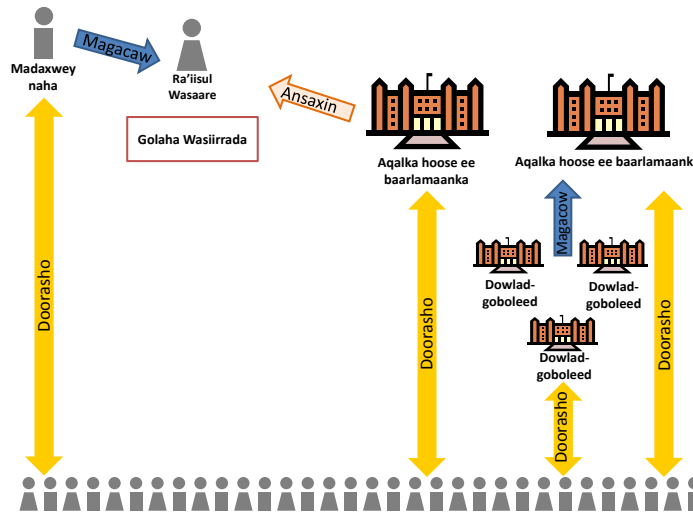 Magacaw
Madaxwey
naha
Ra'iisul
Wasaare
Ansaxin
Golaha Wasiirrada
Aqalka hoose ee
baarlamaanka
Aqalka hoose ee baarlamaank
Magacow
Dowlad-
goboleed
Dowlad-
goboleed
Dowlad-
goboleed
Doorasho
Doorasho
Doorasho
Doorasho